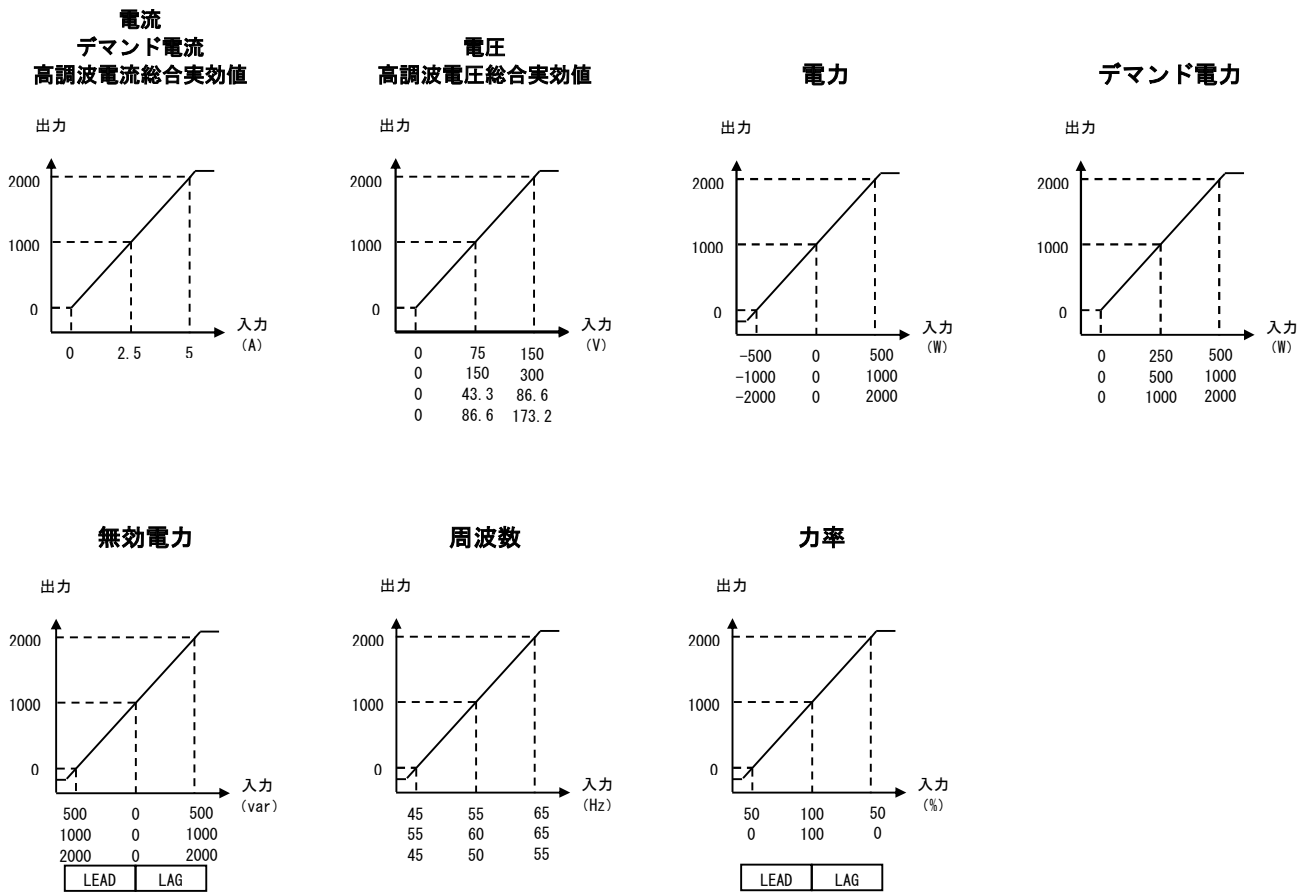 電流
デマンド電流
高調波電流総合実効値
出力
2000
1000
0
入力
(A)
0 2.5 5
電圧
高調波電圧総合実効値
出力
2000
1000
0
入力
(V)
0 75 150
0 150 300
0 43.3 86.6
0 86.6 173.2
電力
出力
2000
1000
0
入力
(W)
-500 0 500
-1000 0 1000
-2000 0 2000
デマンド電力
出力
2000
1000
0
入力
(W)
0 250 500
0 500 1000
0 1000 2000
無効電力
出力
2000
1000
0
入力
(var)
500 0 500
1000 0 1000
2000 0 2000
LEAD LAG
周波数
出力
2000
1000
0
入力
(Hz)
45 55 65
55 60 65
45 50 55
力率
出力
2000
1000
0
入力
(%)
50 100 50
0 100 0
LEAD LAG